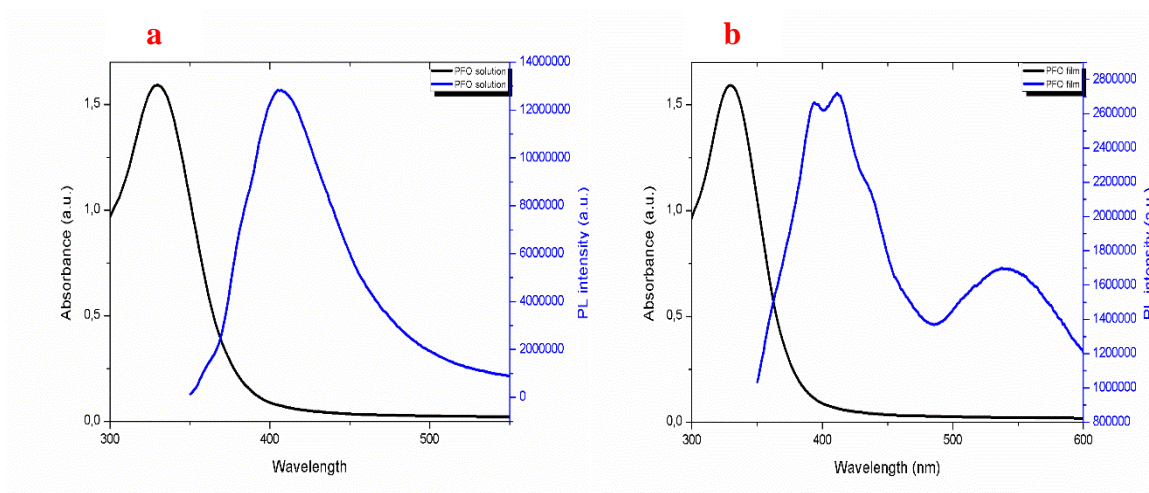 a
PFO solution
PFO solution
Absorbance (a.u.)
1,5
1,0
0,5
0,0
300
400
500
Wavelength
14000000
12000000
10000000
8000000
6000000
4000000
2000000
0
PL intensity (a.u.)
b
PFO film
PFO film
Absorbance (a.u.)
1,5
1,0
0,5
0,0
300
400
500
600
Wavelength (nm)
2800000
2600000
2400000
2200000
2000000
1800000
1600000
1400000
1200000
1000000
800000
PL intensity (a.u.)